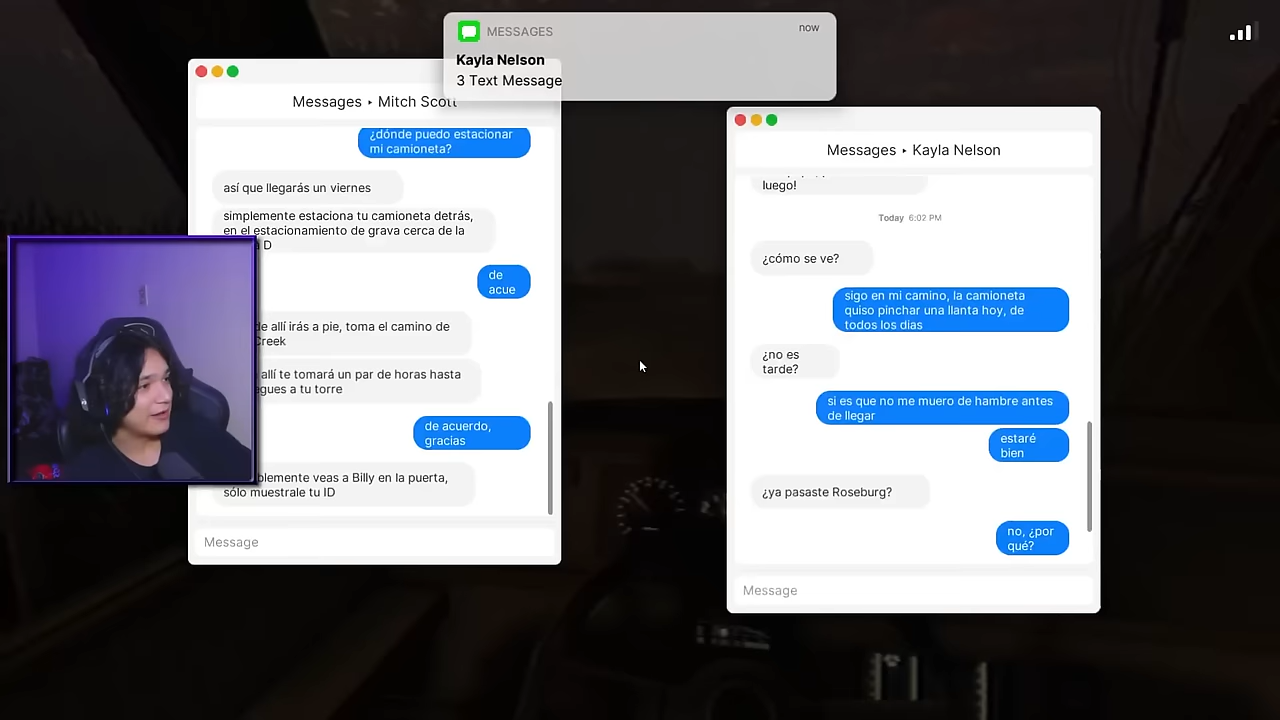 MESSAGES
now
Kayla Nelson
3 Text Message
Messages ‣ Mitch Scott
¿dónde puedo estacionar
mi camioneta?
así que llegarás un viernes
simplemente estaciona tu camioneta detrás,
en el estacionamiento de grava cerca de la
D
de
acue
de allí irás a pie, toma el camino de
Creek
allí te tomará un par de horas hasta
a tu torre
de acuerdo,
gracias
veas a Billy en la puerta,
sólo muestrale tu ID
Message
Messages ‣ Kayla Nelson
luego!
Today 6:02 PM
¿cómo se ve?
sigo en mi camino, la camioneta
quiso pinchar una llanta hoy, de
todos los dias
¿no es
tarde?
si es que no me muero de hambre antes
de llegar
estaré
bien
¿ya pasaste Roseburg?
no, ¿por
qué?
Message